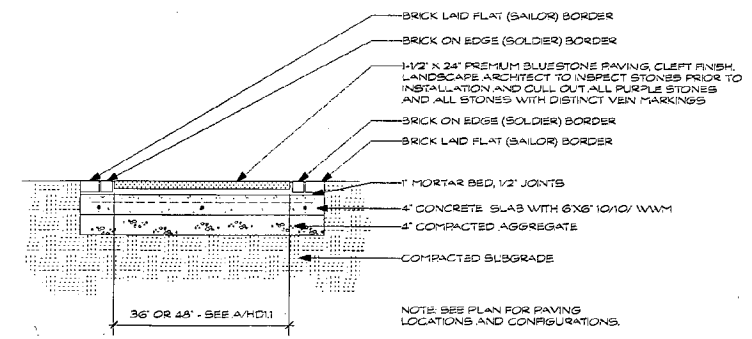 BRICK LAID FLAT (SAILOR) BORDER
BRICK ON EDGE (SOLDIER) BORDER
1-1/2" X 24" PREMIUM BLUESTONE PAVING, CLEFT FINISH.
LANDSCAPE ARCHITECT TO INSPECT STONES PRIOR TO
INSTALLATION AND CULL OUT ALL PURPLE STONES
AND ALL STONES WITH DISTINCT VEIN MARKINGS
BRICK ON EDGE (SOLDIER) BORDER
BRICK LAID FLAT (SAILOR) BORDER
1" MORTAR BED, 1/2" JOINTS
4" CONCRETE SLAB WITH 6"X6" 10/10/ WWM
4" COMPACTED AGGREGATE
COMPACTED SUBGRADE
36" OR 48" - SEE A/HD1.1
NOTE: SEE PLAN FOR PAVING
LOCATIONS AND CONFIGURATIONS.